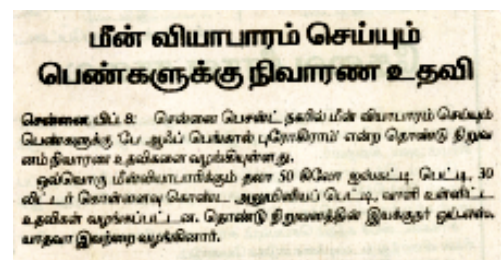 மீன் வியாபாரம் செய்யும்
பெண்களுக்கு நிவாரண உதவி
சென்னை, பிப். 8: சென்னை பெசன்ட் நகரில் மீன் வியாபாரம் செய்யும்
பெண்களுக்கு 'பே ஆஃப் பெங்கால் புரோகிராம்' என்ற தொண்டு நிறுவ
னம் நிவாரண உதவிகளை வழங்கியுள்ளது.
ஒவ்வொரு மீன்வியாபாரிக்கும் தலா 50 கிலோ ஐஸ்கட்டி பெட்டி, 30
லிட்டர் கொள்ளளவு கொண்ட அலுமினியப் பெட்டி, வாளி உள்ளிட்ட
உதவிகள் வழங்கப்பட்டன. தொண்டு நிறுவனத்தின் இயக்குநர்
யாதவா இவற்றை வழங்கினார்.